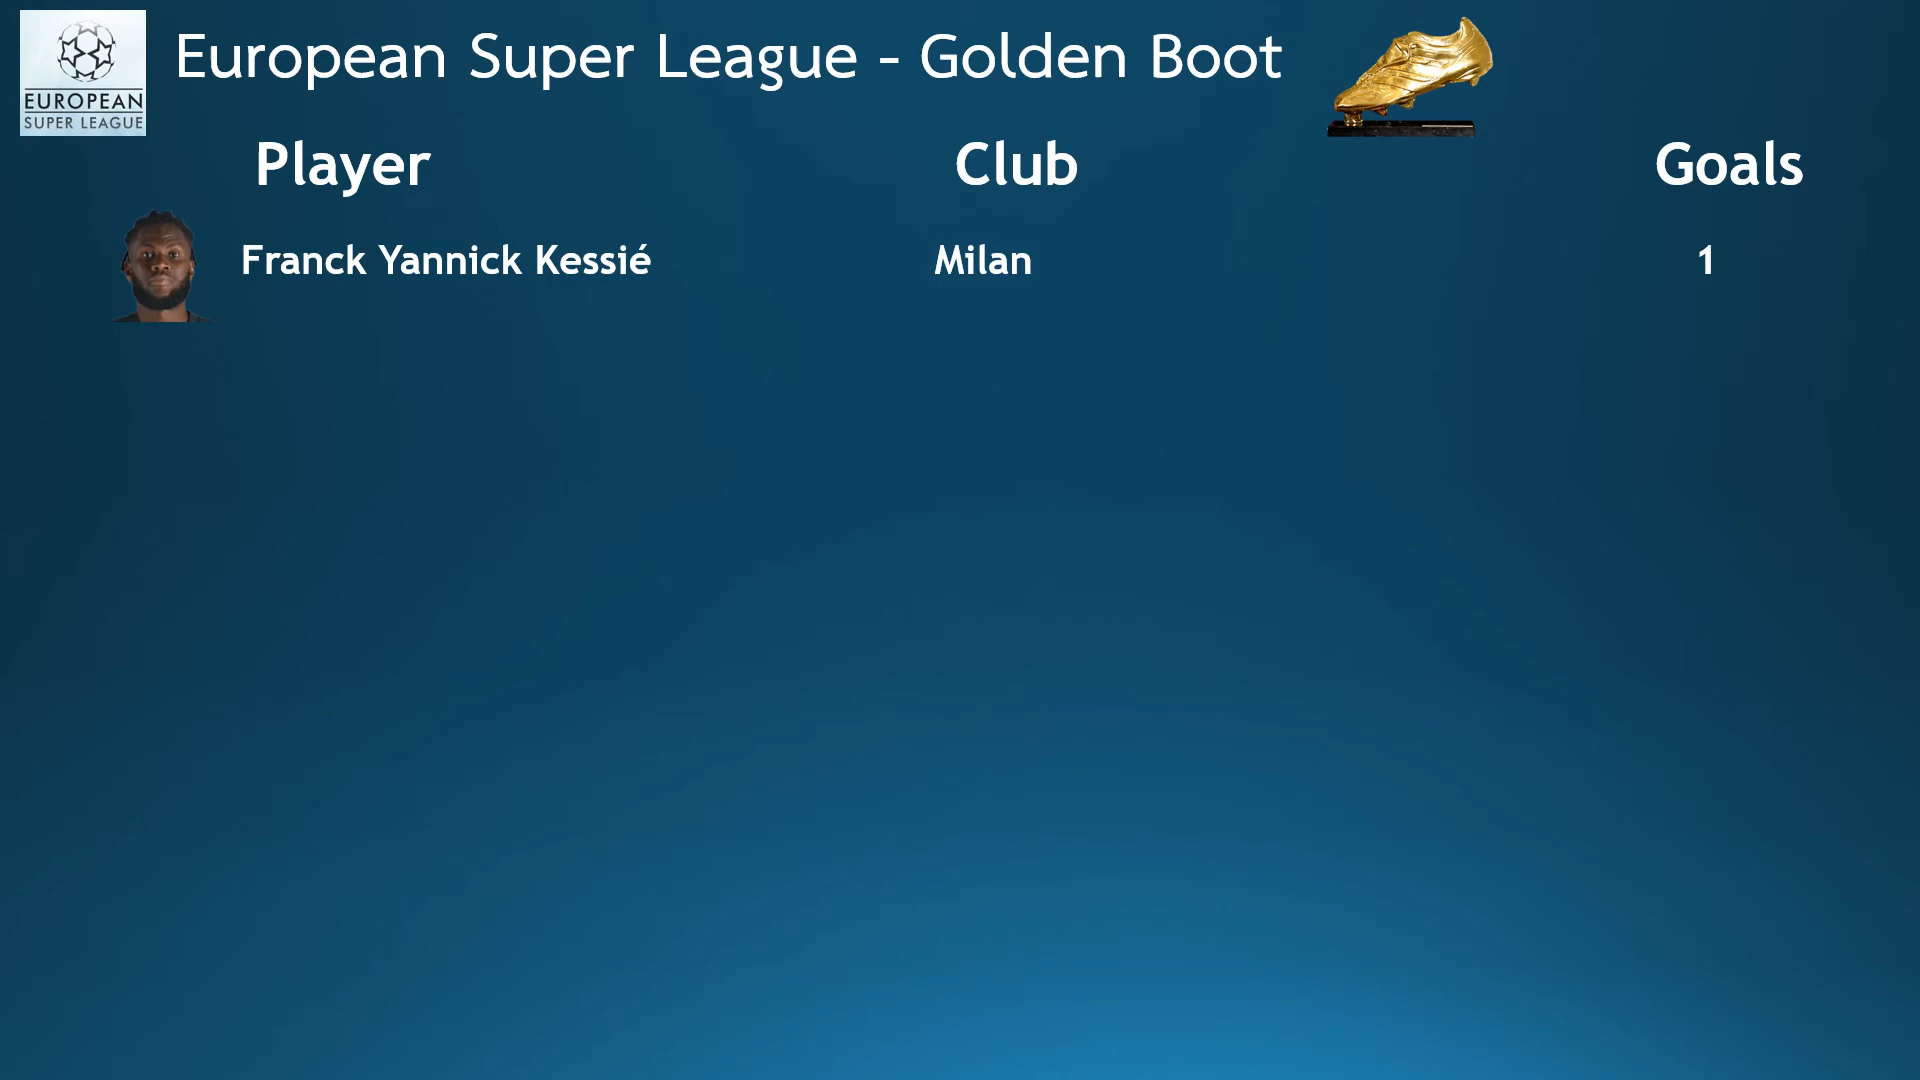 European Super League - Golden Boot
EUROPEAN
SUPER LEAGUE
Player Club Goals
Franck Yannick Kessié Milan 1